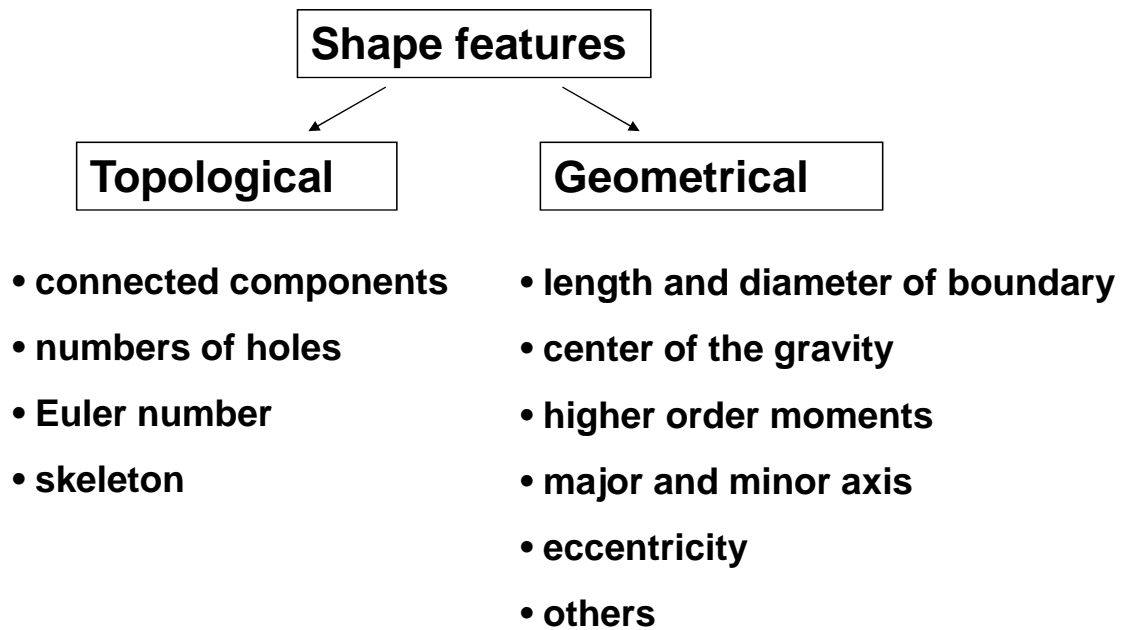 Shape features
Topological
• connected components
• numbers of holes
• Euler number
• skeleton
Geometrical
• length and diameter of boundary
• center of the gravity
• higher order moments
• major and minor axis
• eccentricity
• others